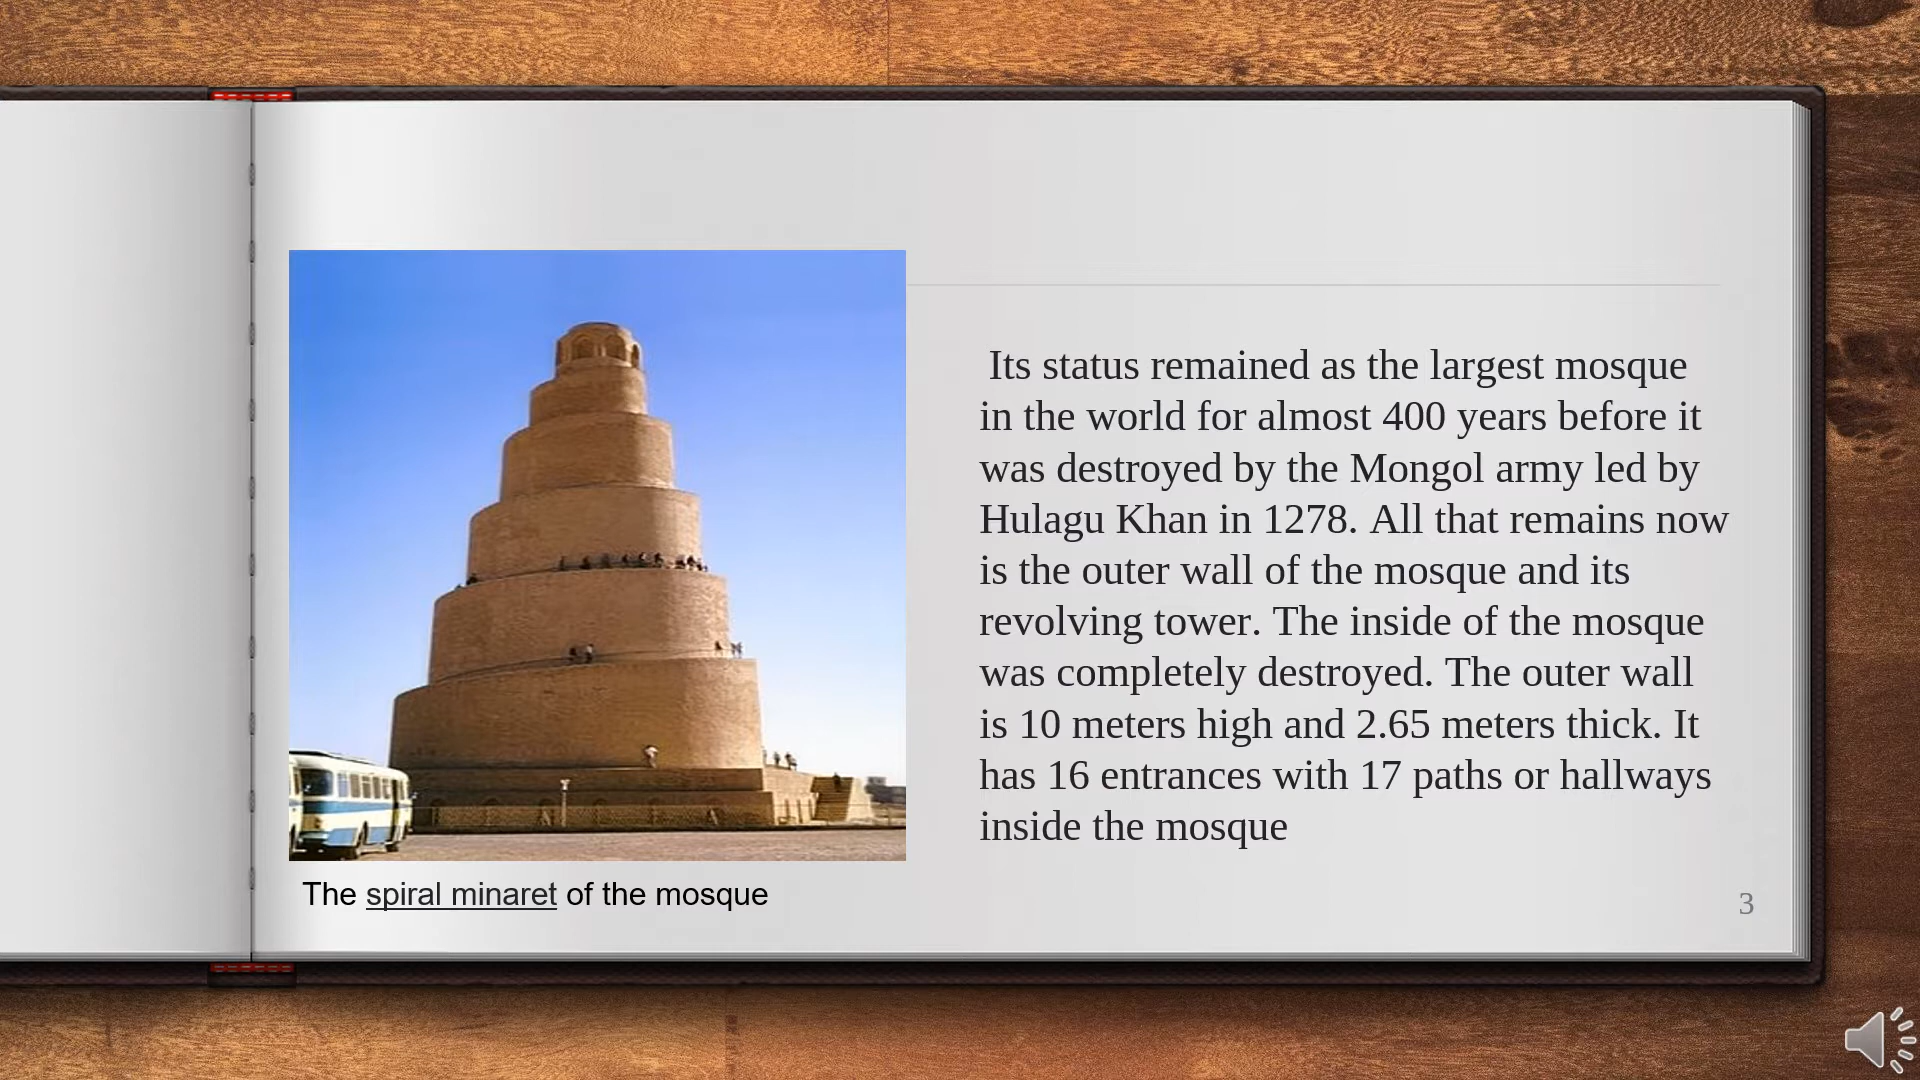 Its status remained as the largest mosque
in the world for almost 400 years before it
was destroyed by the Mongol army led by
Hulagu Khan in 1278. All that remains now
is the outer wall of the mosque and its
revolving tower. The inside of the mosque
was completely destroyed. The outer wall
is 10 meters high and 2.65 meters thick. It
has 16 entrances with 17 paths or hallways
inside the mosque
The spiral minaret of the mosque
3